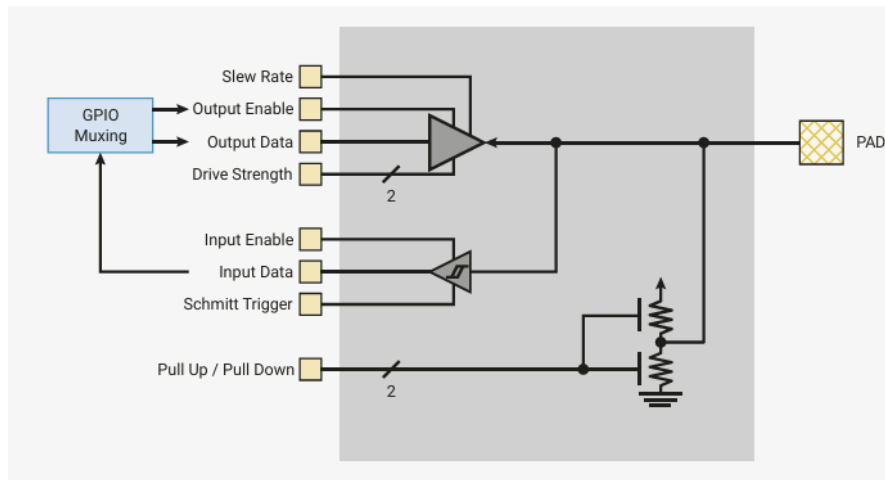 Slew Rate
GPIO
Muxing
Output Enable
Output Data
PAD
Drive Strength
2
Input Enable
Input Data
Schmitt Trigger
Pull Up / Pull Down
2